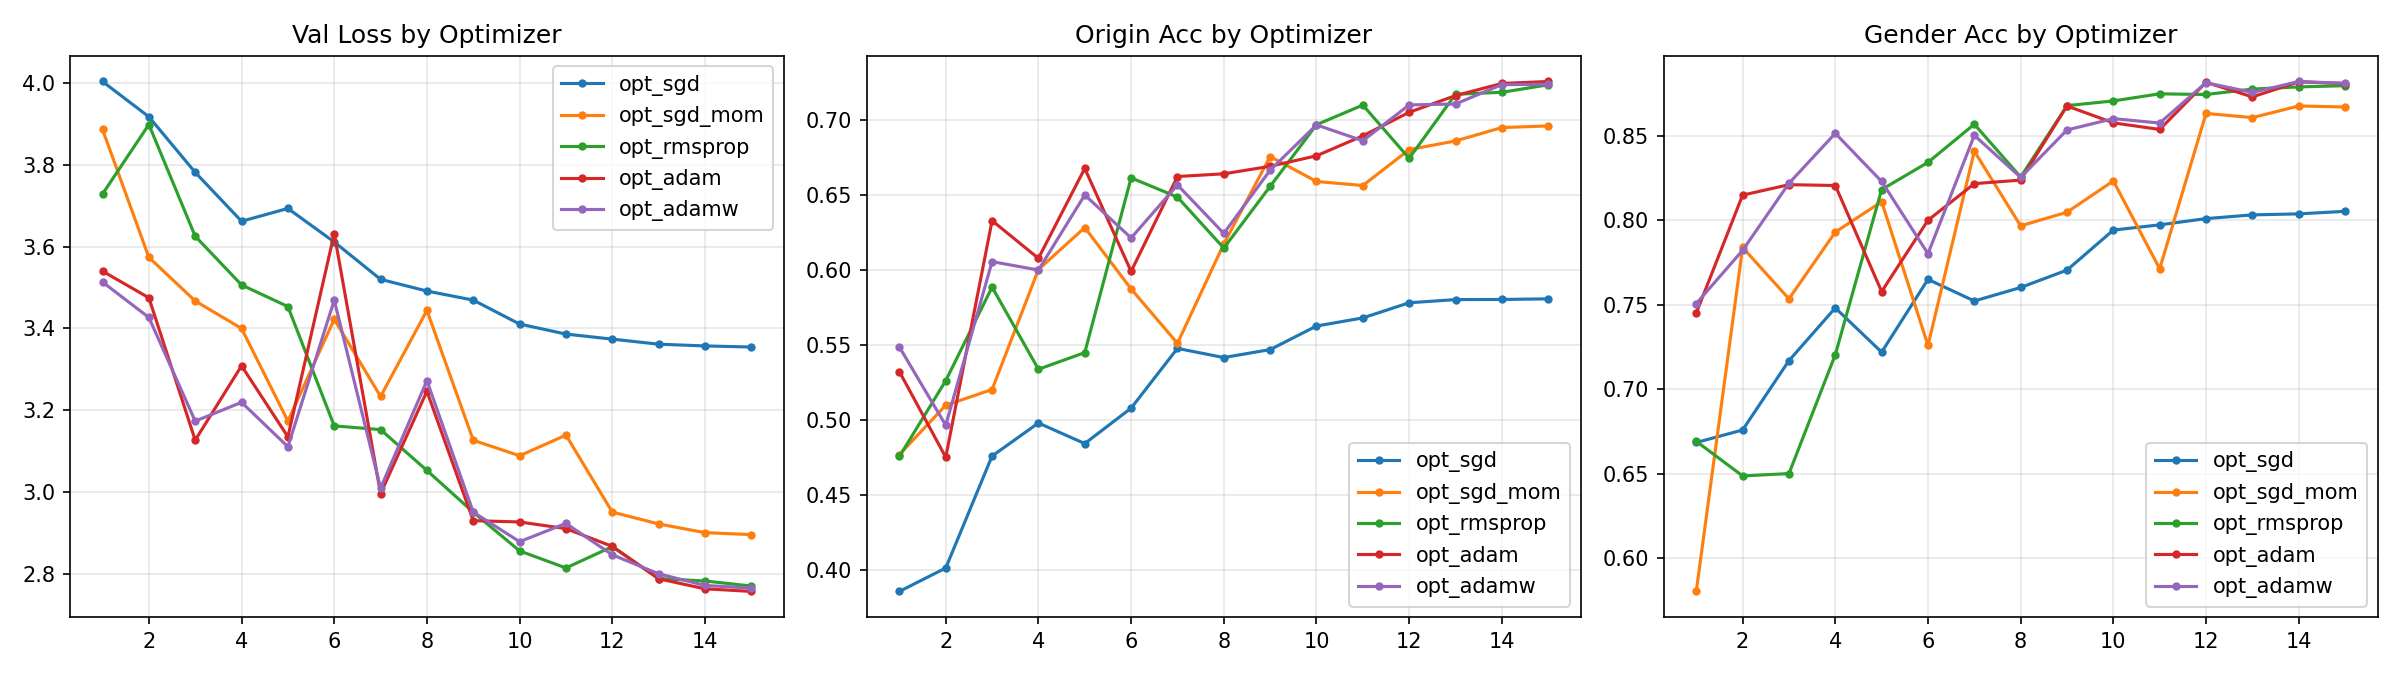 Val Loss by Optimizer
4.0
3.8
3.6
3.4
3.2
3.0
2.8
2 4 6 8 10 12 14
opt_sgd
opt_sgd_mom
opt_rmsprop
opt_adam
opt_adamw
Origin Acc by Optimizer
0.70
0.65
0.60
0.55
0.50
0.45
0.40
2 4 6 8 10 12 14
opt_sgd
opt_sgd_mom
opt_rmsprop
opt_adam
opt_adamw
Gender Acc by Optimizer
0.85
0.80
0.75
0.70
0.65
0.60
2 4 6 8 10 12 14
opt_sgd
opt_sgd_mom
opt_rmsprop
opt_adam
opt_adamw